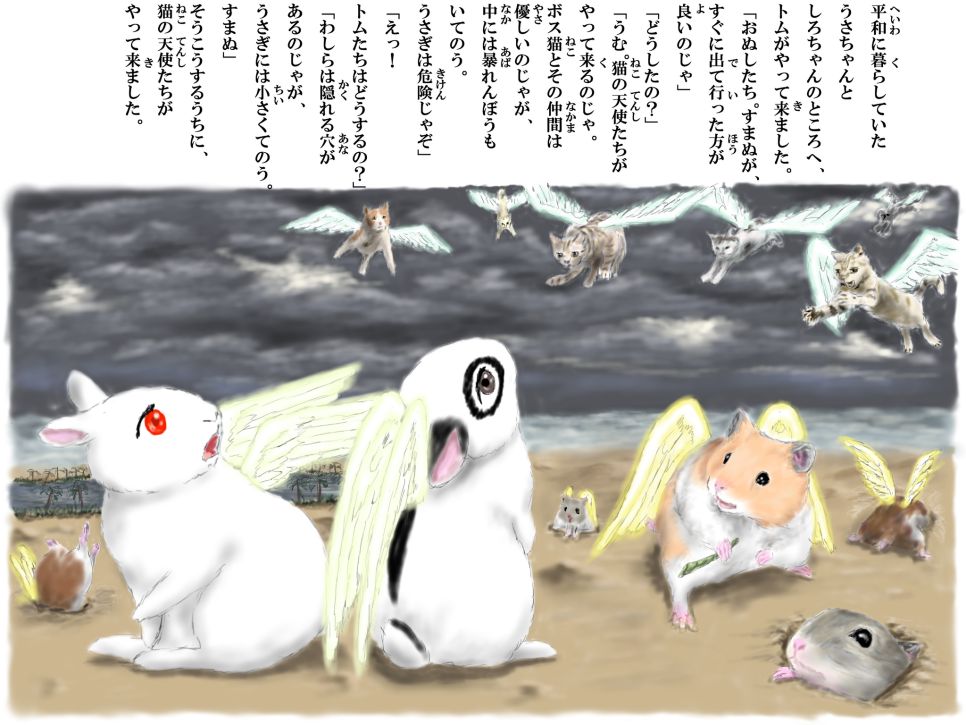 平和に暮らしていた
うさちゃんと
しろちゃんのところへ、
トムがやって来ました。
「おぬしたち。すまぬが、
すぐに出て行った方が
良いのじゃ」
「どうしたの？」
「うむ。猫の天使たちが
やって来るのじゃ。
ボス猫とその仲間は
優しいのじゃが、
中には暴れんぼうも
いてのう。
うさぎは危険じゃぞ」
「えっ！
トムたちはどうするの？」
「わしらは隠れる穴が
あるのじゃが、
うさぎには小さくてのう。
すまぬ」
そうこうするうちに、
猫の天使たちが
やって来ました。